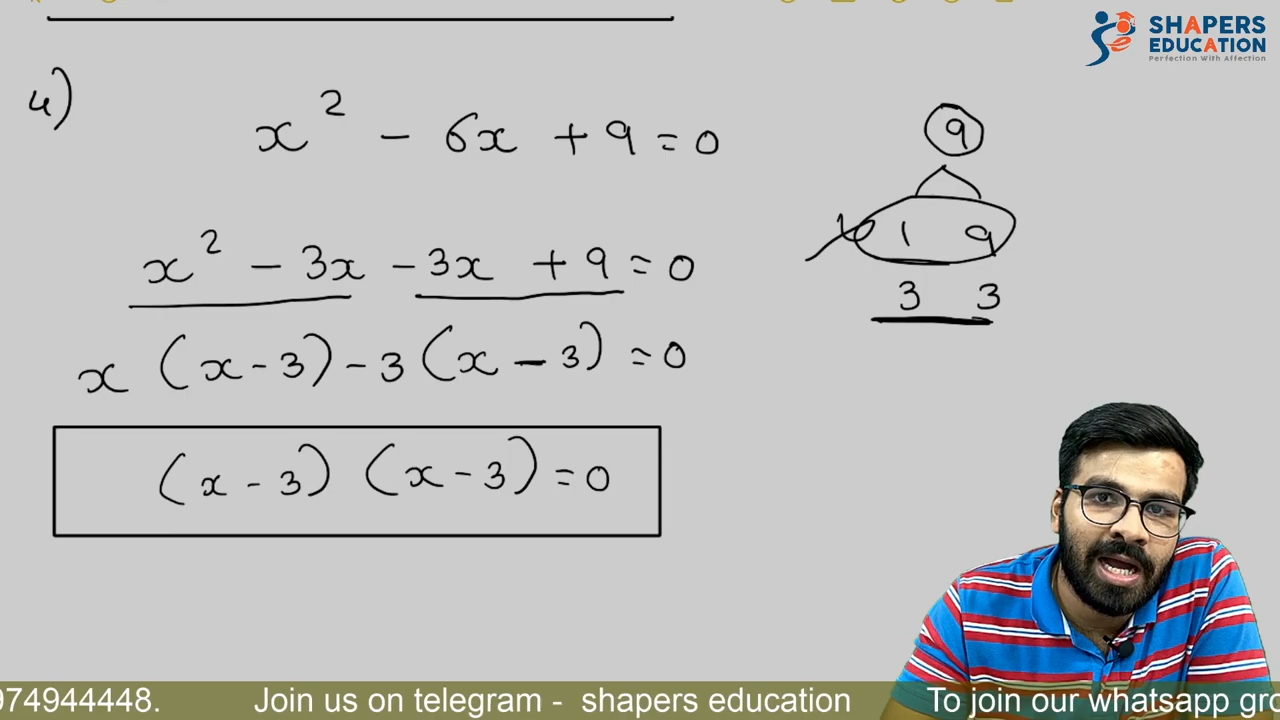 SHAPERS
EDUCATION
Perfection With Affection
4)
x² - 6x + 9 = 0
x² - 3x - 3x + 9 = 0
x (x - 3) - 3 (x - 3) = 0
(x - 3) (x - 3) = 0
9
10 1 9
3 3
974944448. Join us on telegram - shapers education To join our whatsapp gro